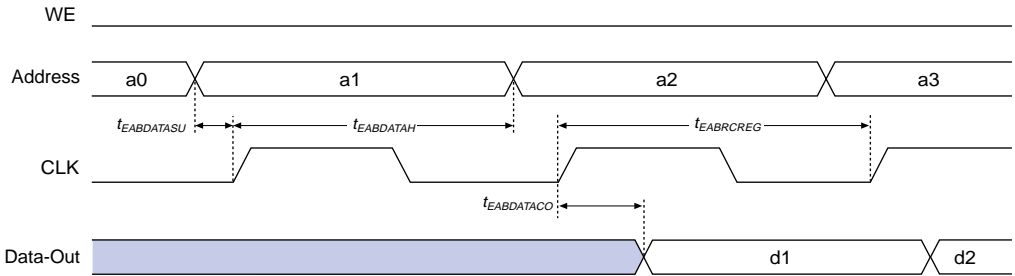 WE
Address a0 a1 a2 a3
tEABDATASU tEABDATAH tEABRCREG
CLK
tEABDATACO
Data-Out d1 d2